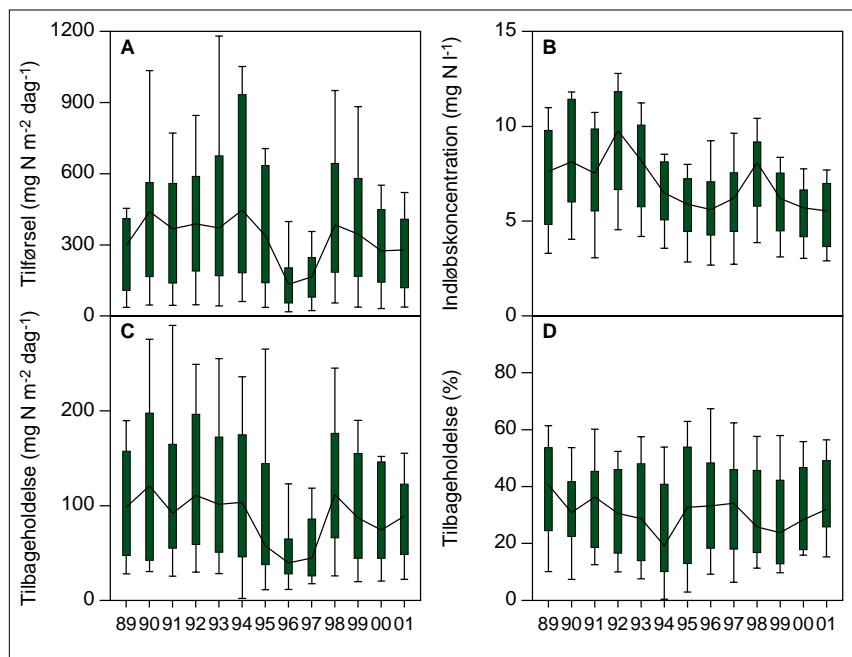 A
Tilførsel (mg N m-2 dag-1)
1200
900
600
300
0
B
Indløbskoncentration (mg N l-1)
15
10
5
0
C
Tilbageholdelse (mg N m-2 dag-1)
200
100
0
89 90 91 92 93 94 95 96 97 98 99 00 01
D
Tilbageholdelse (%)
80
60
40
20
0
89 90 91 92 93 94 95 96 97 98 99 00 01